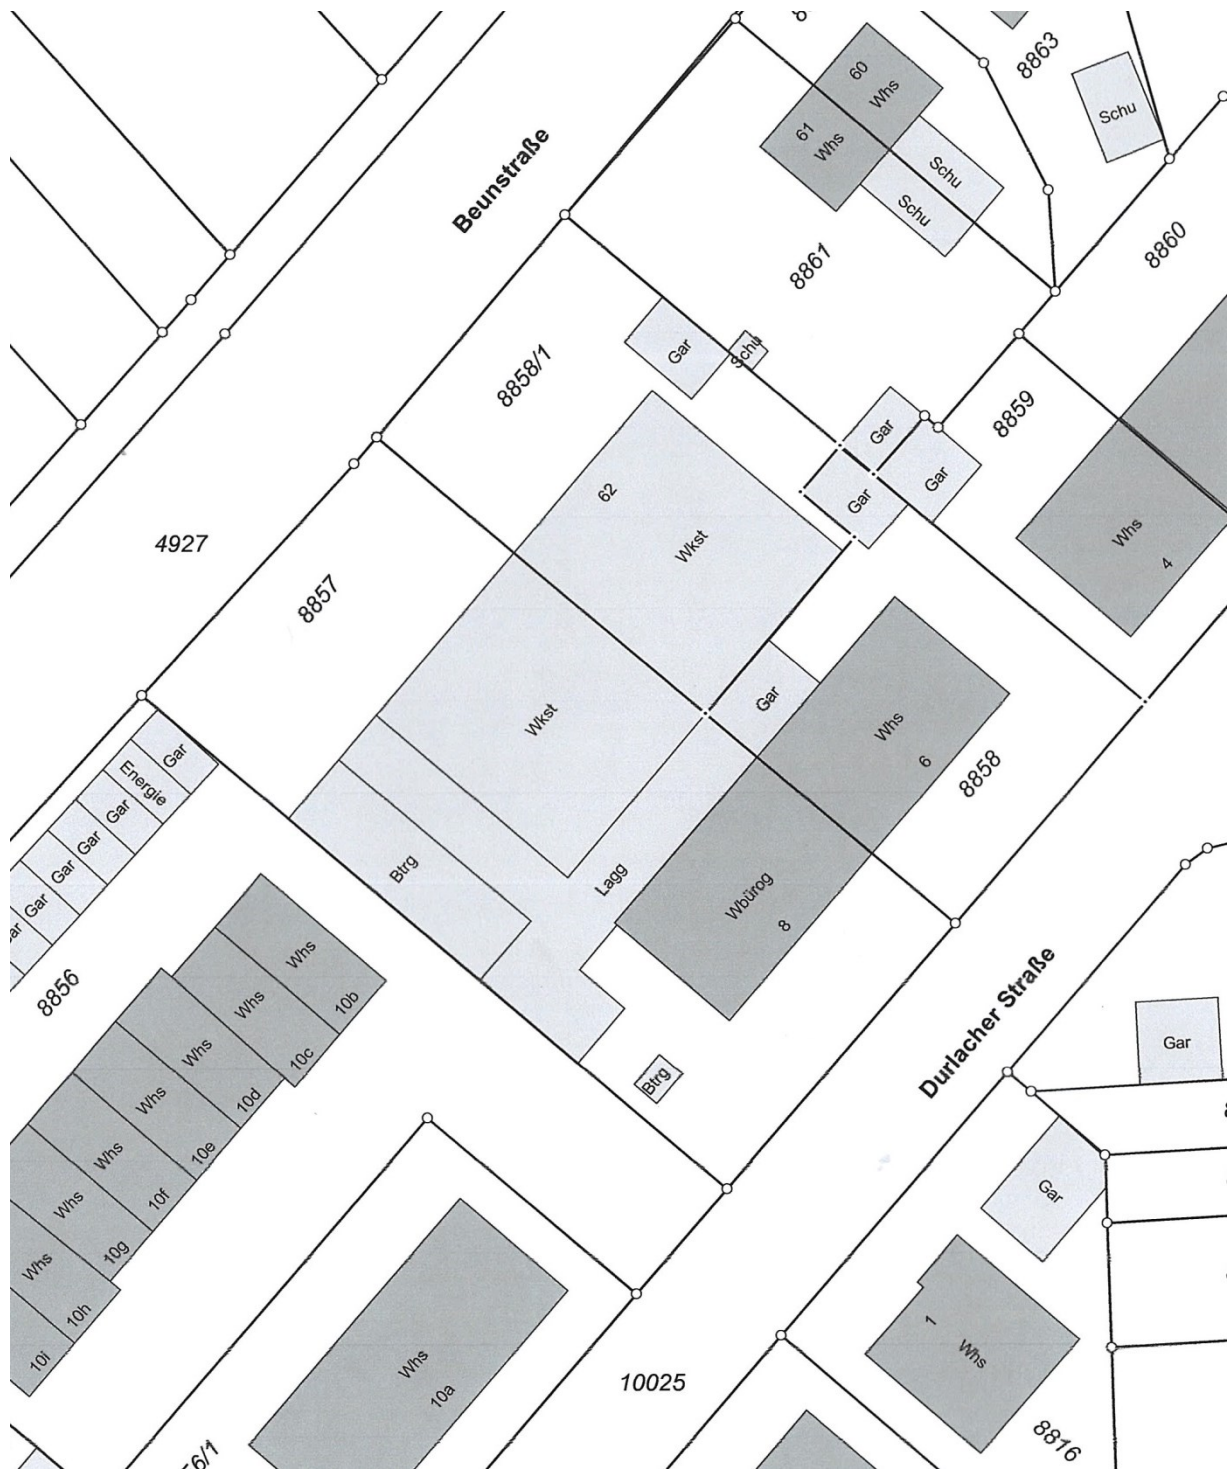 8863
60
Whs
61
Whs
Schu
Schu
Schu
Beunstraße
8861
8860
8858/1
Gar
Schu
8859
Gar
Gar
Gar
62
Wkst
Whs
4
4927
8857
Gar
Whs
6
8858
Wkst
Gar
Energie
Gar
Gar
Gar
Gar
Btrg
Lagg
Wbürog
8
8856
Whs
10b
Whs
10c
Whs
10d
Whs
10e
Whs
10f
Whs
10g
Whs
10h
10i
Btrg
Durlacher Straße
Gar
Gar
1
Whs
Whs
10a
10025
8816